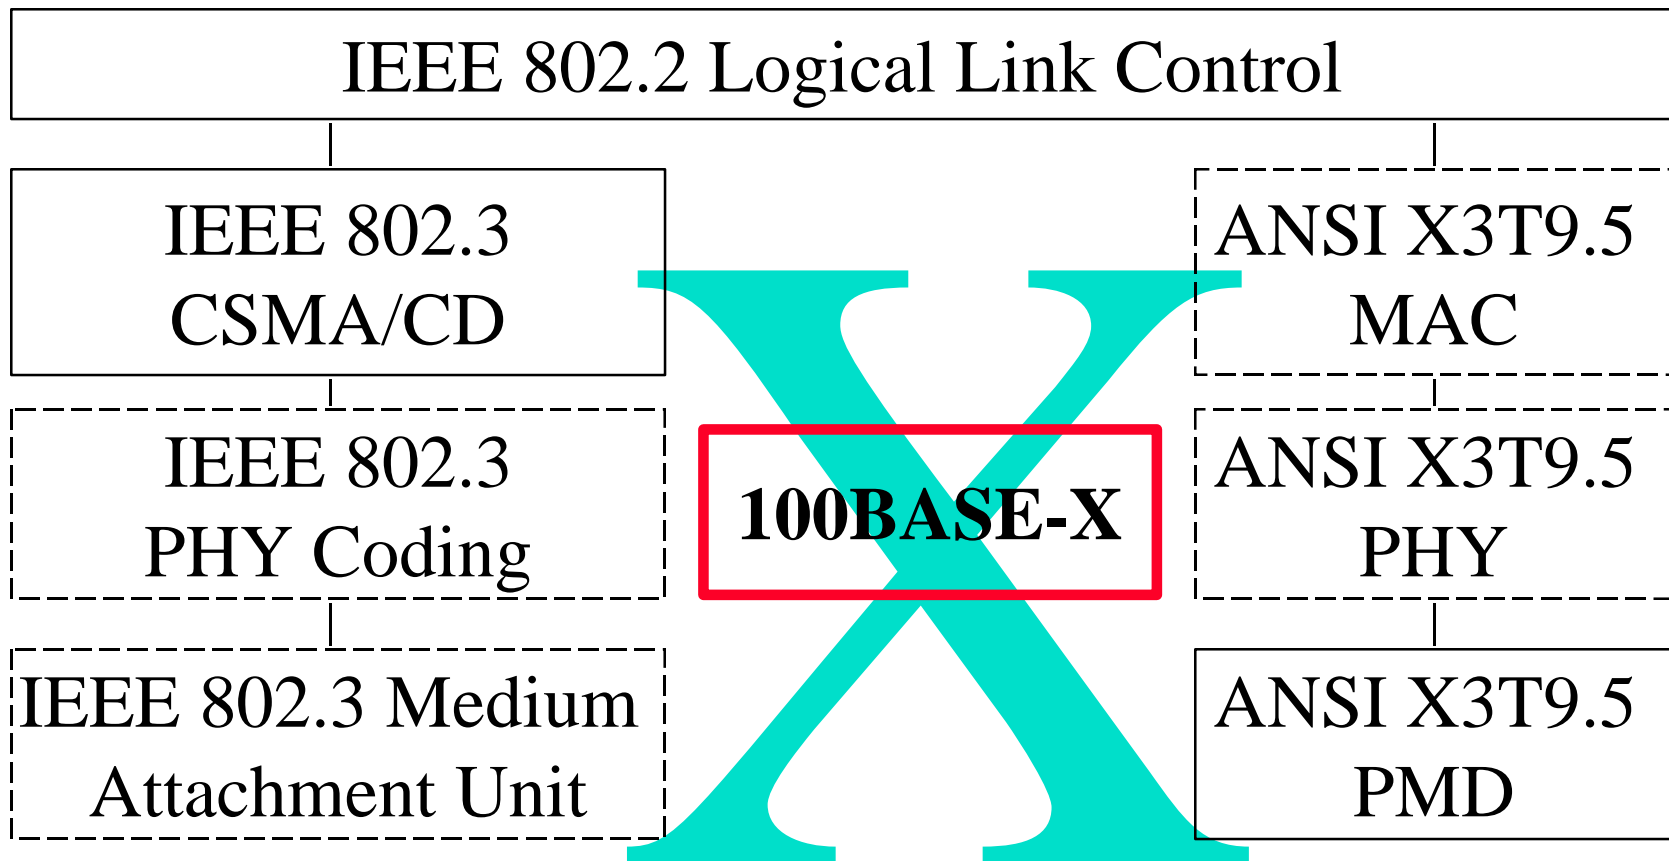 IEEE 802.2 Logical Link Control
IEEE 802.3
CSMA/CD
ANSI X3T9.5
MAC
IEEE 802.3
PHY Coding
X
100BASE-X
ANSI X3T9.5
PHY
IEEE 802.3 Medium
Attachment Unit
ANSI X3T9.5
PMD